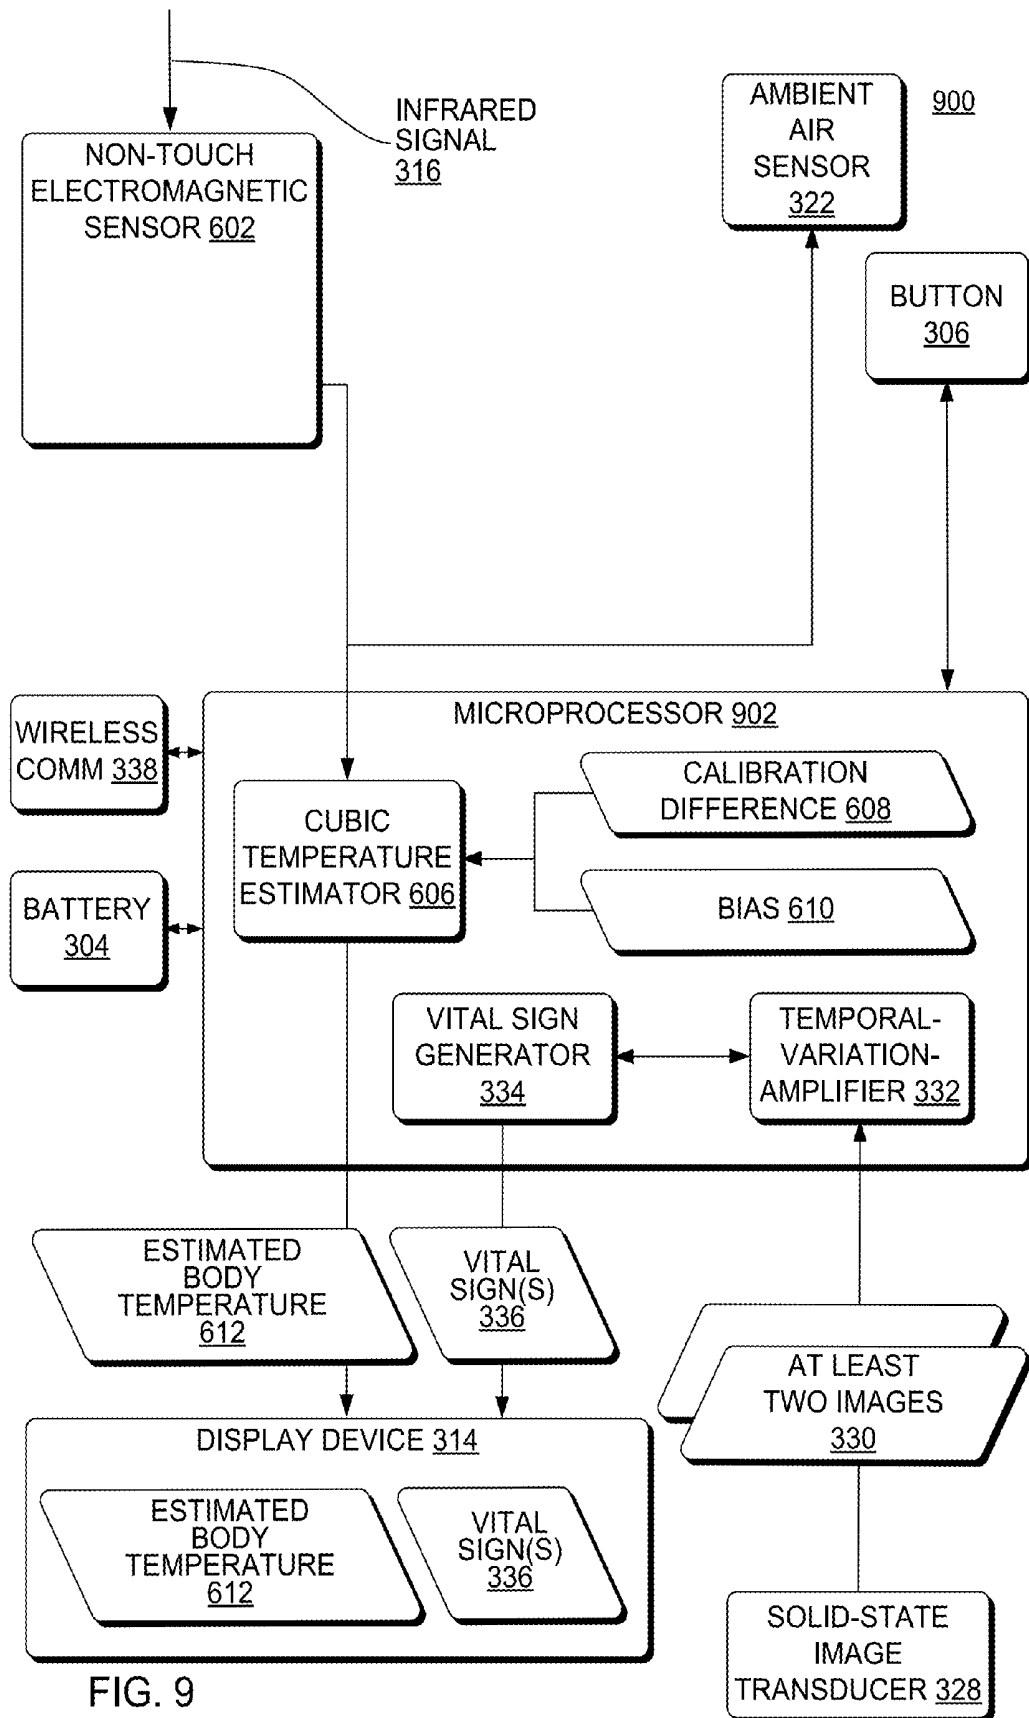 INFRARED
SIGNAL
316
NON-TOUCH
ELECTROMAGNETIC
SENSOR 602
AMBIENT
AIR
SENSOR
322
900
BUTTON
306
MICROPROCESSOR 902
WIRELESS
COMM 338
BATTERY
304
CUBIC
TEMPERATURE
ESTIMATOR 606
CALIBRATION
DIFFERENCE 608
BIAS 610
VITAL SIGN
GENERATOR
334
TEMPORAL-
VARIATION-
AMPLIFIER 332
ESTIMATED
BODY
TEMPERATURE
612
VITAL
SIGN(S)
336
AT LEAST
TWO IMAGES
330
DISPLAY DEVICE 314
ESTIMATED
BODY
TEMPERATURE
612
VITAL
SIGN(S)
336
SOLID-STATE
IMAGE
TRANSDUCER 328
FIG. 9